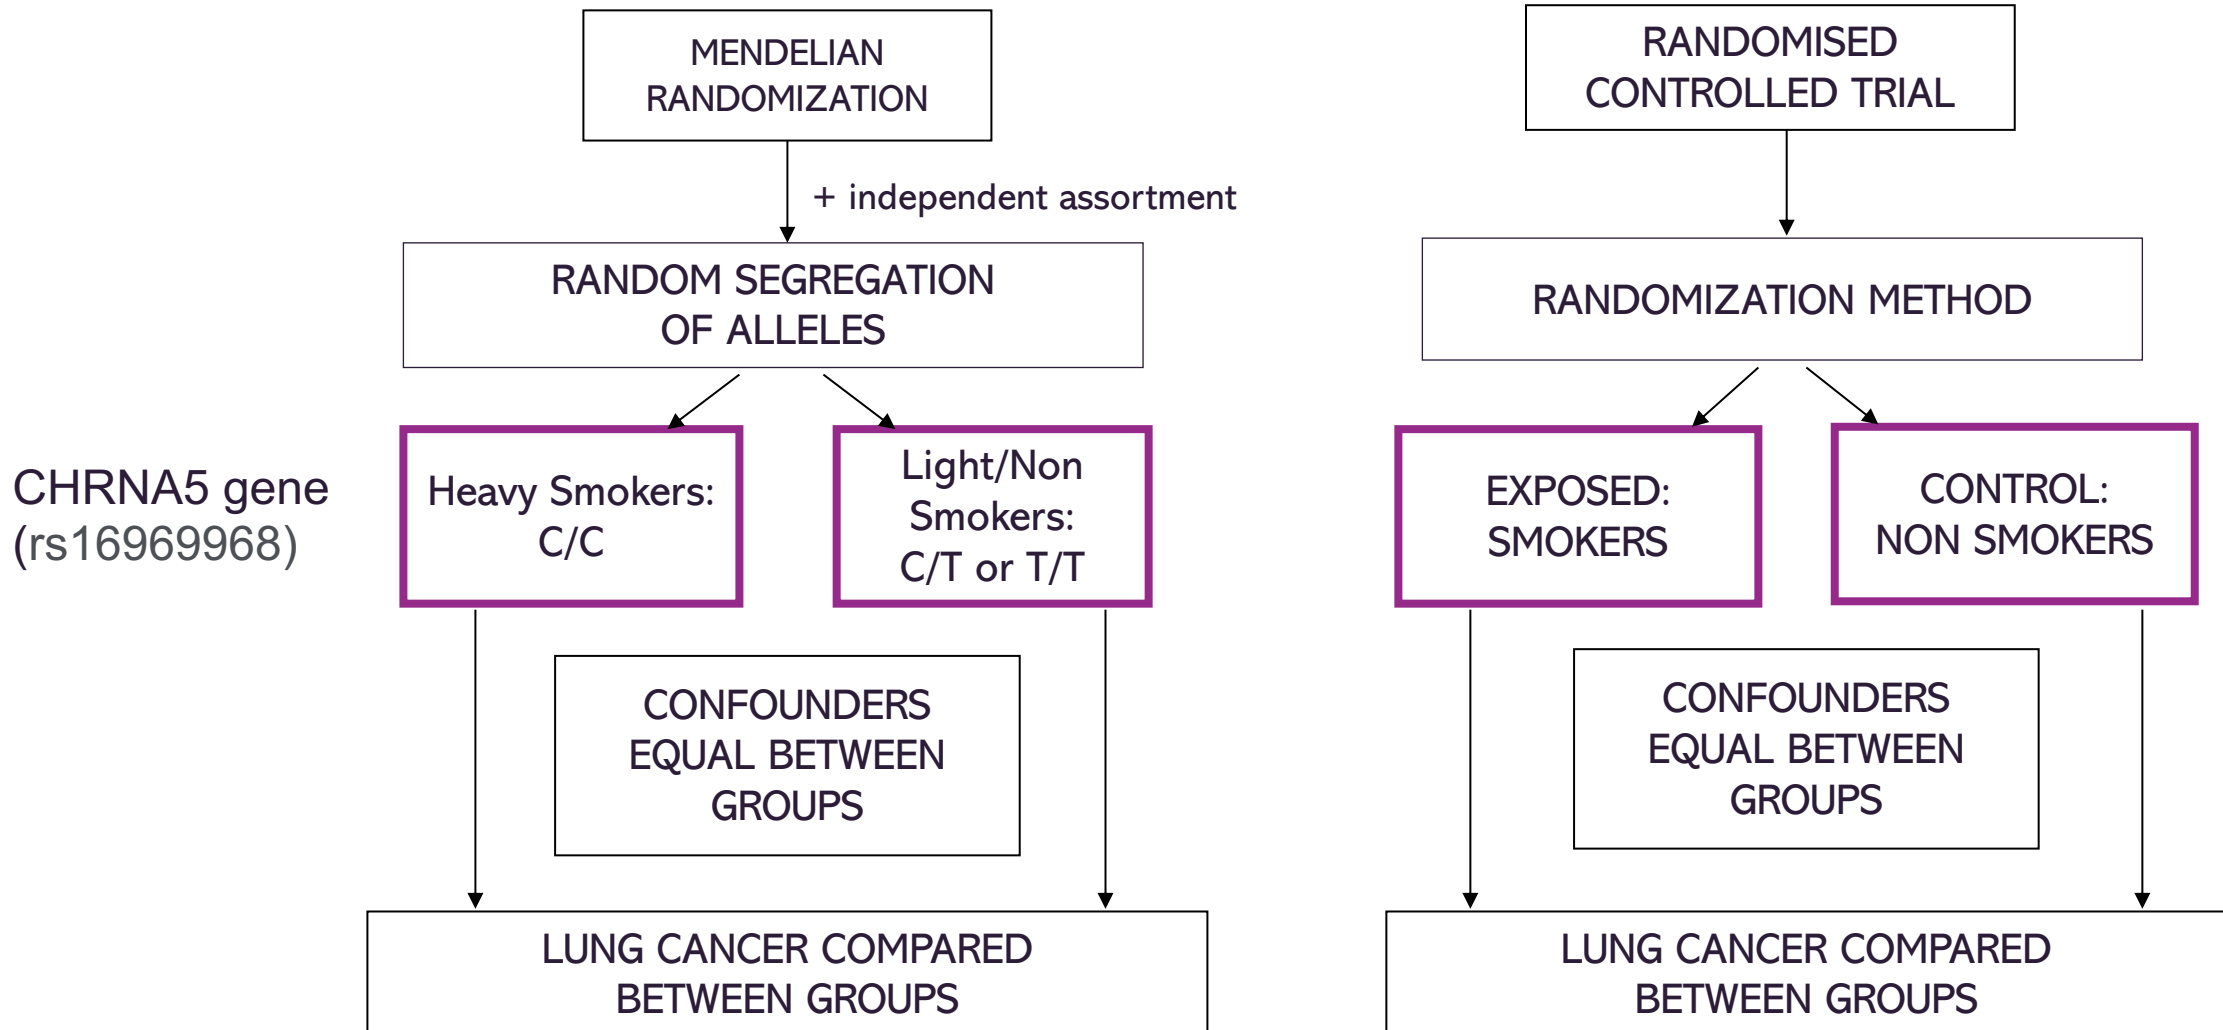 MENDELIAN
RANDOMIZATION
+ independent assortment
RANDOM SEGREGATION
OF ALLELES
CHRNA5 gene
(rs16969968)
Heavy Smokers:
C/C
Light/Non
Smokers:
C/T or T/T
CONFOUNDERS
EQUAL BETWEEN
GROUPS
LUNG CANCER COMPARED
BETWEEN GROUPS
RANDOMISED
CONTROLLED TRIAL
RANDOMIZATION METHOD
EXPOSED:
SMOKERS
CONTROL:
NON SMOKERS
CONFOUNDERS
EQUAL BETWEEN
GROUPS
LUNG CANCER COMPARED
BETWEEN GROUPS